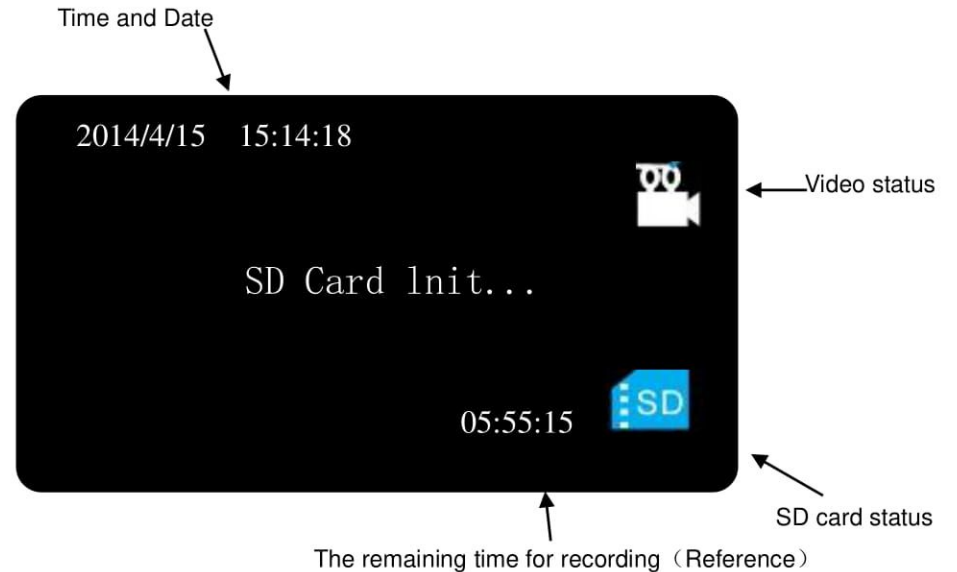 Time and Date
2014/4/15 15:14:18
Video status
SD Card lnit...
SD
05:55:15
SD card status
The remaining time for recording（Reference）